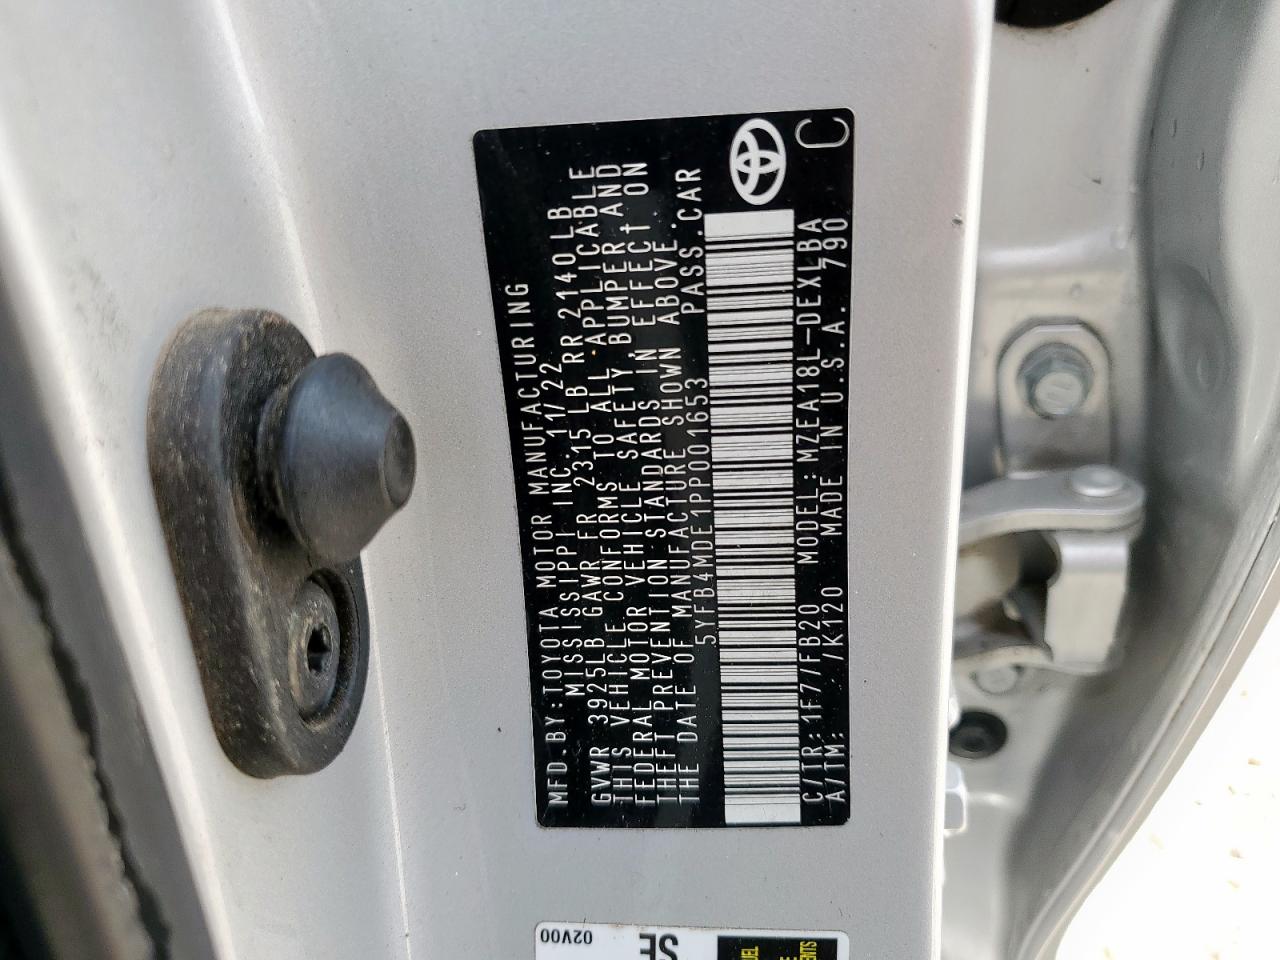 MFD.BY:TOYOTA MOTOR MANUFACTURING
MISSISSIPPI INC. 11/22
GVWR 3925LB GAWR FR 2315LB RR 2140LB
THIS VEHICLE CONFORMS TO ALL APPLICABLE
FEDERAL MOTOR VEHICLE SAFETY, BUMPER, AND
THEFT PREVENTION STANDARDS IN EFFECT ON
THE DATE OF MANUFACTURE SHOWN ABOVE.
5YFB4MDE1PP001653 PASS.CAR
C/TR:1F7/FB20 MODEL:MZEA18L-DEXLBA
A/TM: /K120 MADE IN U.S.A. 790
C
02V00
SE